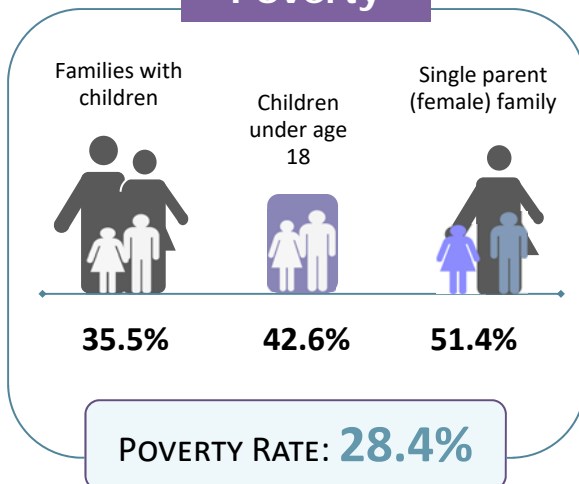 Poverty
Families with
children
Children
under age
18
Single parent
(female) family
35.5%
42.6%
51.4%
POVERTY RATE: 28.4%